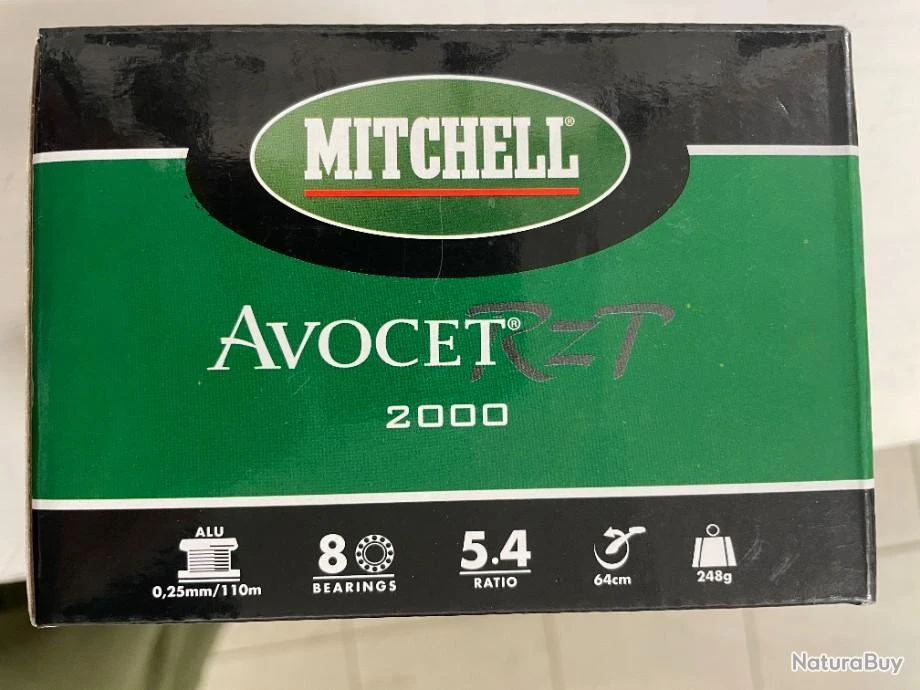 MITCHELL®
AVOCET® RZT
2000
ALU
0,25mm/110m
8
BEARINGS
5.4
RATIO
64cm
248g
NaturaBuy